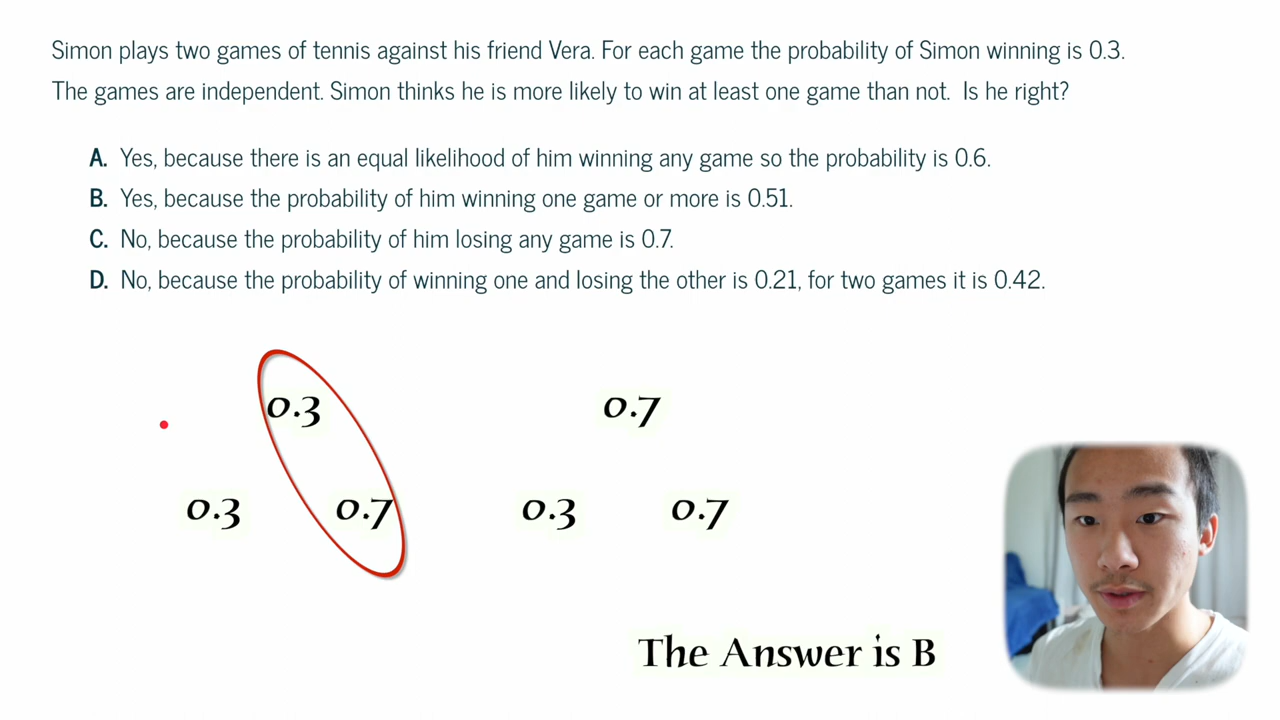 Simon plays two games of tennis against his friend Vera. For each game the probability of Simon winning is 0.3.
The games are independent. Simon thinks he is more likely to win at least one game than not. Is he right?
A. Yes, because there is an equal likelihood of him winning any game so the probability is 0.6.
B. Yes, because the probability of him winning one game or more is 0.51.
C. No, because the probability of him losing any game is 0.7.
D. No, because the probability of winning one and losing the other is 0.21, for two games it is 0.42.
0.3 0.7
0.3 0.7 0.3 0.7
The Answer is B